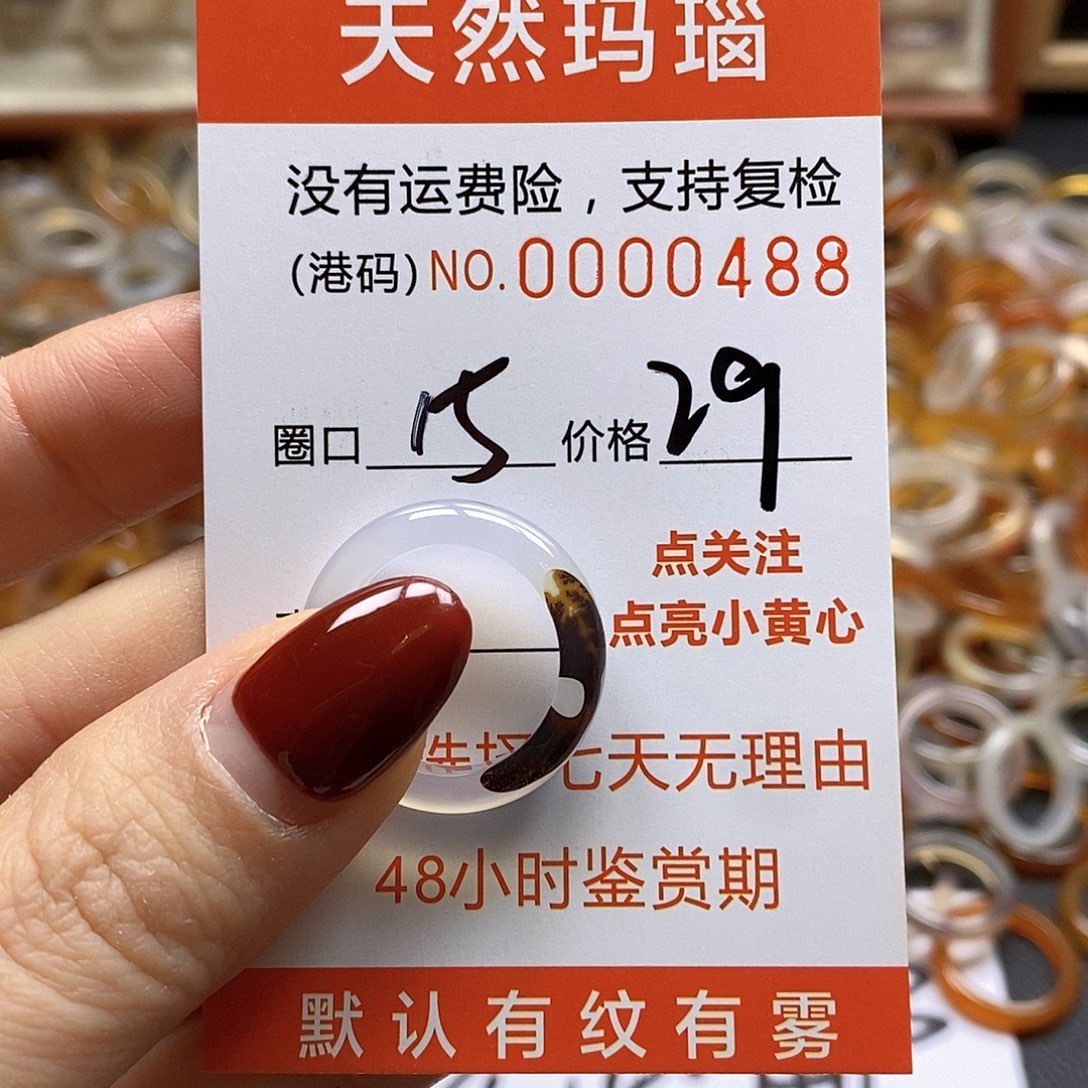 天然玛瑙
没有运费险，支持复检
(港码) NO.0000488
圈口 15 价格 29
点关注
点亮小黄心
选择七天无理由
48小时鉴赏期
默认有纹有雾